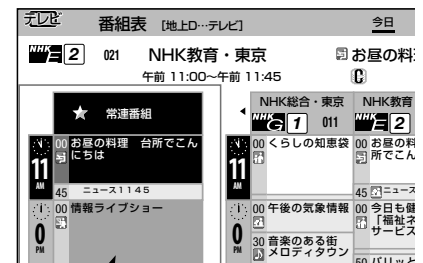 テレビ 番組表 [地上D…テレビ] 今日
NHK E 2 021 NHK教育・東京 お昼の料
午前 11:00~午前 11:45
★ 常連番組
NHK総合・東京 NHK教育
NHK G 1 011 NHK E 2
11 AM
00 お昼の料理 台所でこん
にちは
45 ニュース1145
0 PM
00 情報ライブショー
11 AM
00 くらしの知恵袋
00 お昼の料
所でこん
45 ニュース
0 PM
00 午後の気象情報
30 音楽のある街
メロディタウン
00 今日も健
「福祉ネ
サービス